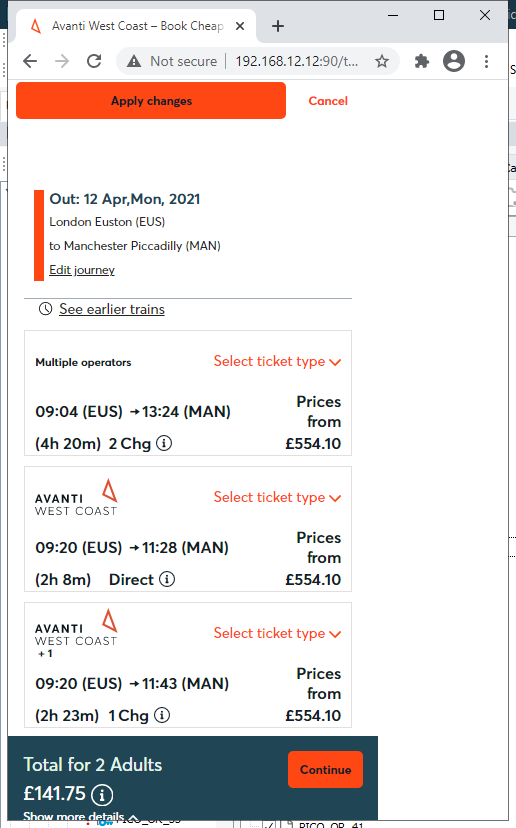 Avanti West Coast – Book Cheap
Not secure | 192.168.12.12:90/t...
Apply changes
Cancel
Out: 12 Apr,Mon, 2021
London Euston (EUS)
to Manchester Piccadilly (MAN)
Edit journey
See earlier trains
Multiple operators
Select ticket type
09:04 (EUS) → 13:24 (MAN)
Prices
from
£554.10
(4h 20m) 2 Chg
AVANTI
WEST COAST
Select ticket type
09:20 (EUS) → 11:28 (MAN)
Prices
from
£554.10
(2h 8m) Direct
AVANTI
WEST COAST
+ 1
Select ticket type
09:20 (EUS) → 11:43 (MAN)
Prices
from
£554.10
(2h 23m) 1 Chg
Total for 2 Adults
£141.75
Continue
Show more details